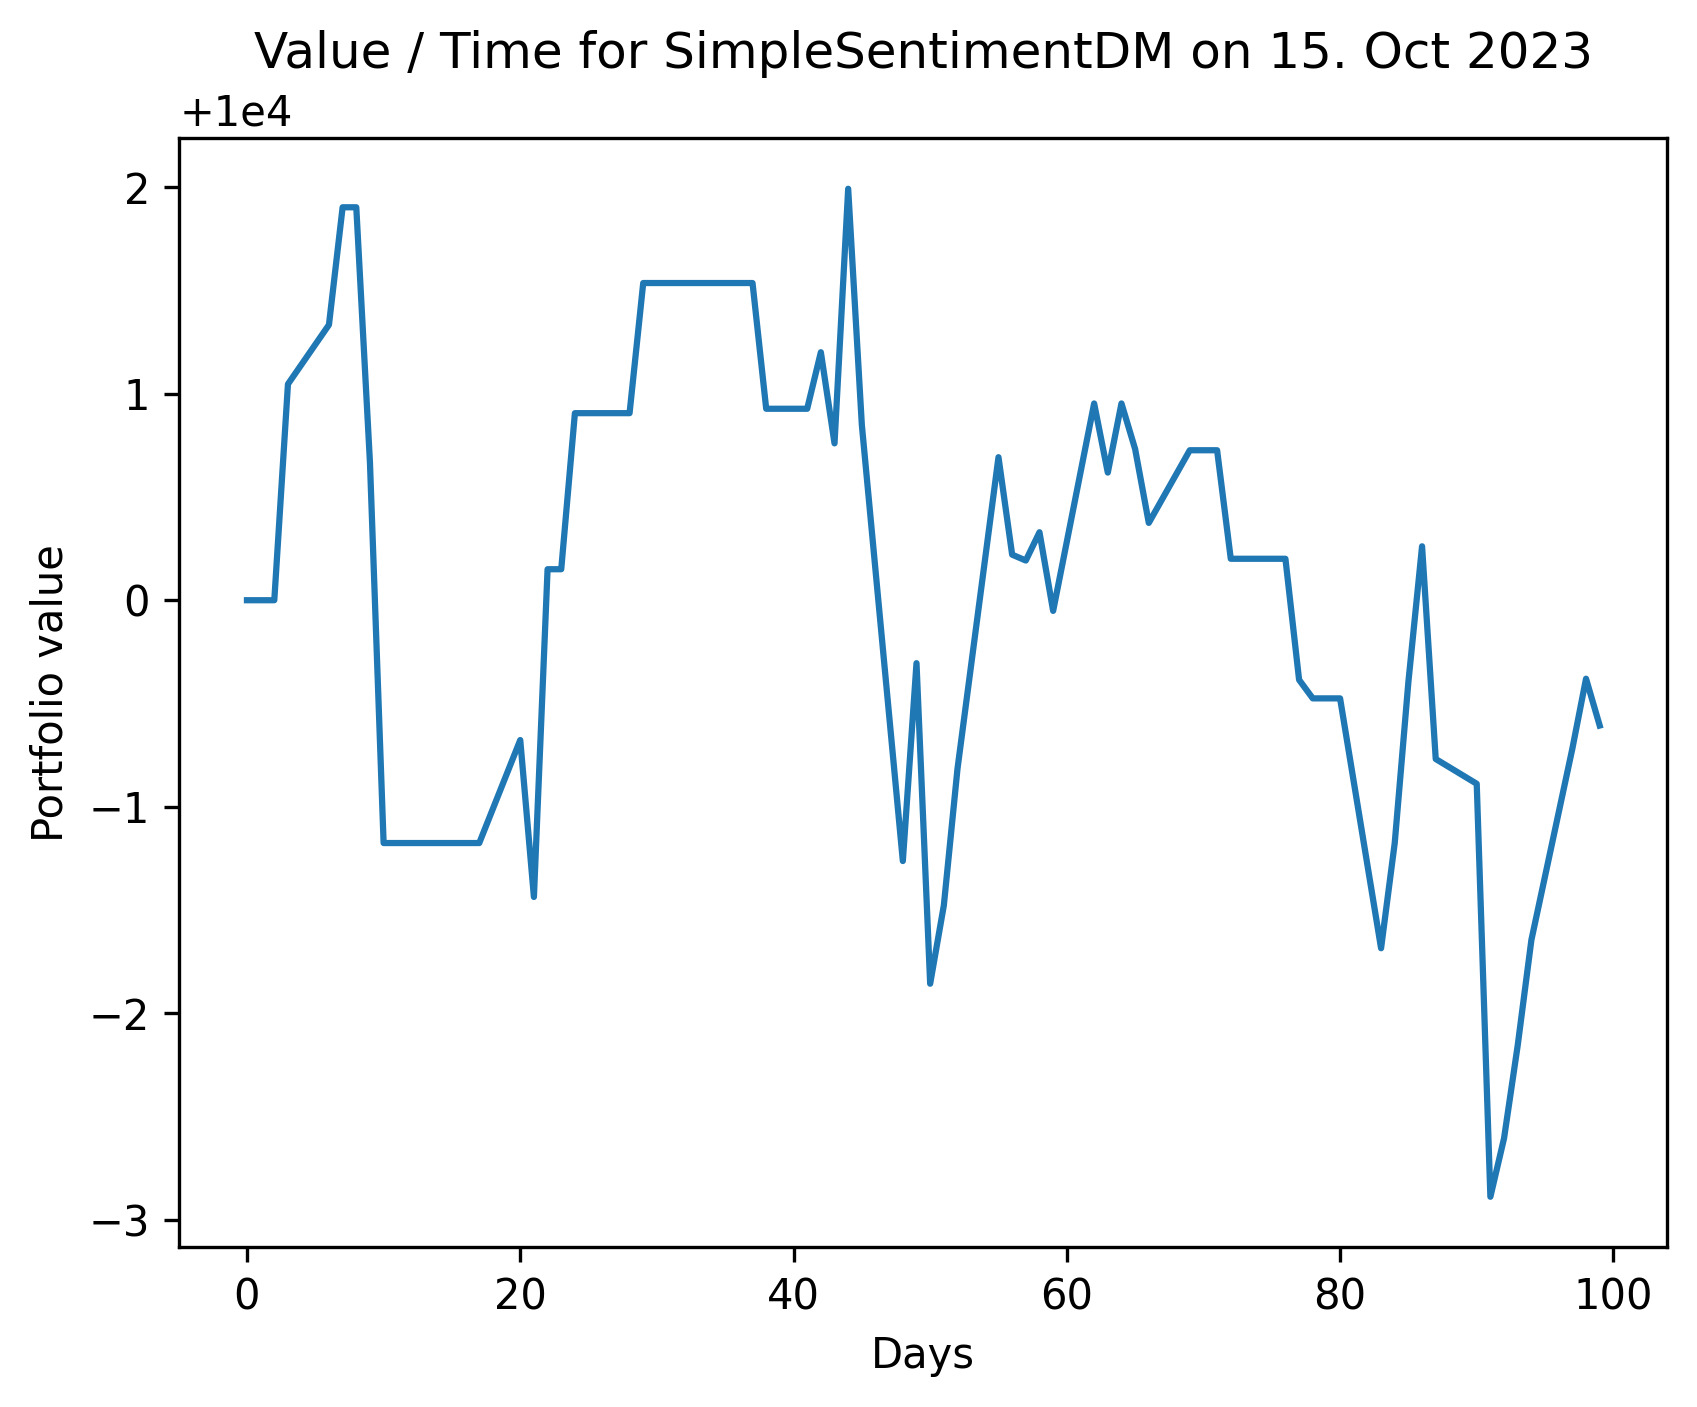 Value / Time for SimpleSentimentDM on 15. Oct 2023
+1e4
2
1
0
−1
−2
−3
Portfolio value
0 20 40 60 80 100
Days